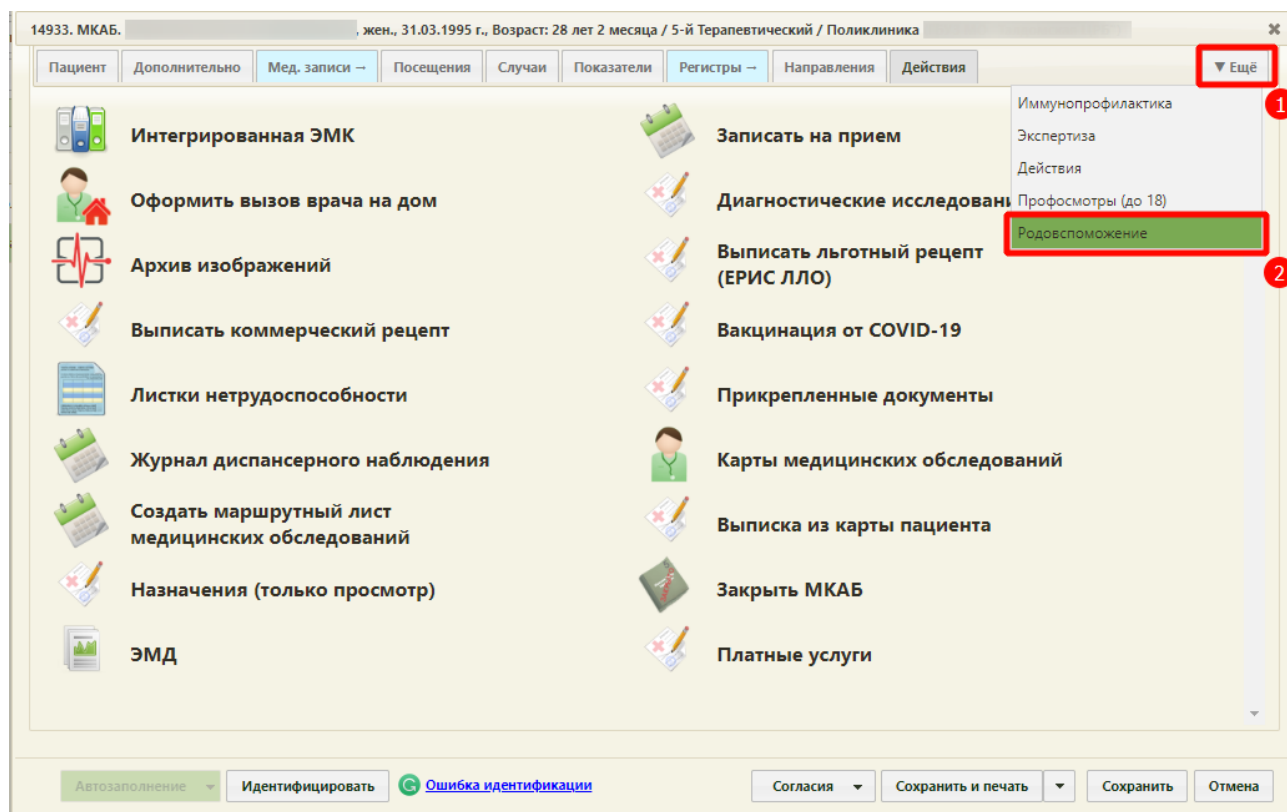 14933. МКАБ. , жен., 31.03.1995 г., Возраст: 28 лет 2 месяца / 5-й Терапевтический / Поликлиника
Пациент Дополнительно Мед. записи → Посещения Случаи Показатели Регистры → Направления Действия ▼ Ещё
1
Иммунопрофилактика
Экспертиза
Действия
Профосмотры (до 18)
Родовспоможение
2
Интегрированная ЭМК
Записать на прием
Оформить вызов врача на дом
Диагностические исследовани
Архив изображений
Выписать льготный рецепт
(ЕРИС ЛЛО)
Выписать коммерческий рецепт
Вакцинация от COVID-19
Листки нетрудоспособности
Прикрепленные документы
Журнал диспансерного наблюдения
Карты медицинских обследований
Создать маршрутный лист
медицинских обследований
Выписка из карты пациента
Назначения (только просмотр)
Закрыть МКАБ
ЭМД
Платные услуги
Автозаполнение Идентифицировать Ошибка идентификации Согласия Сохранить и печать Сохранить Отмена